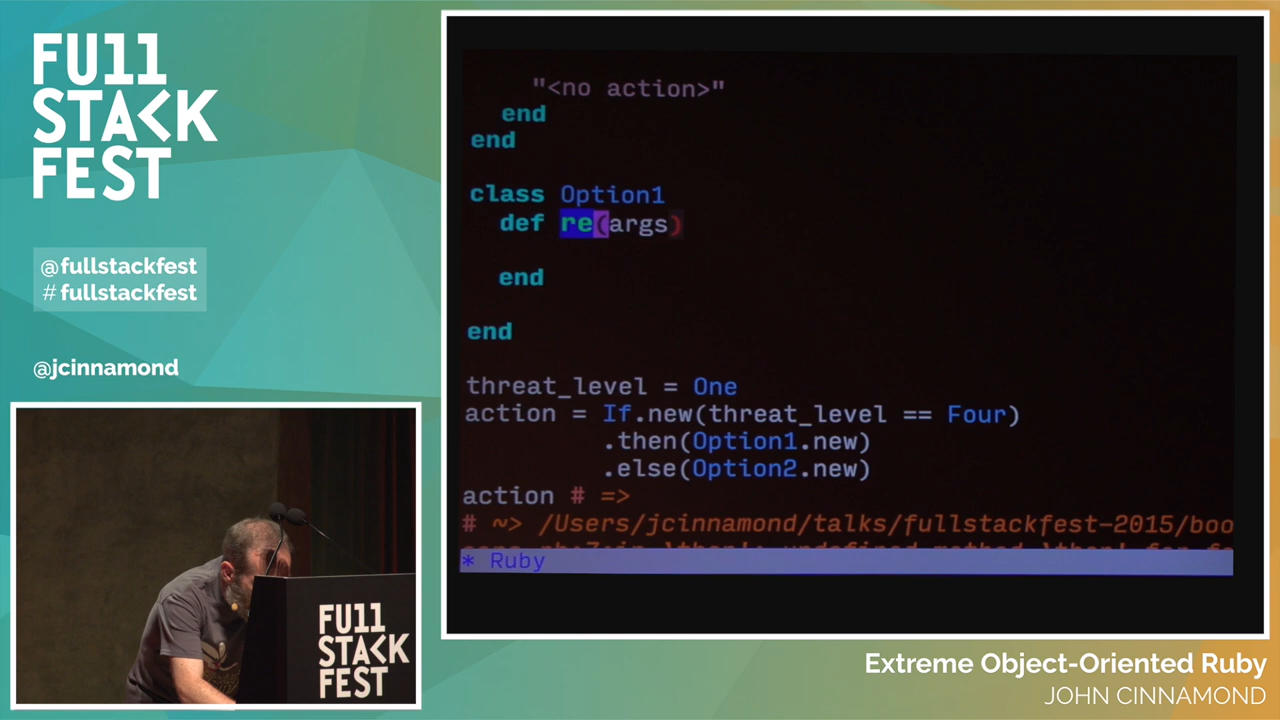 FU11
STACK
FEST
@fullstackfest
# fullstackfest
@jcinnamond
FU11
STACK
FEST
"<no action>"
end
end
class Option1
def re(args)
end
end
threat_level = One
action = If.new(threat_level == Four)
.then(Option1.new)
.else(Option2.new)
action # =>
# ~> /Users/jcinnamond/talks/fullstackfest-2015/boo
* Ruby
Extreme Object-Oriented Ruby
JOHN CINNAMOND